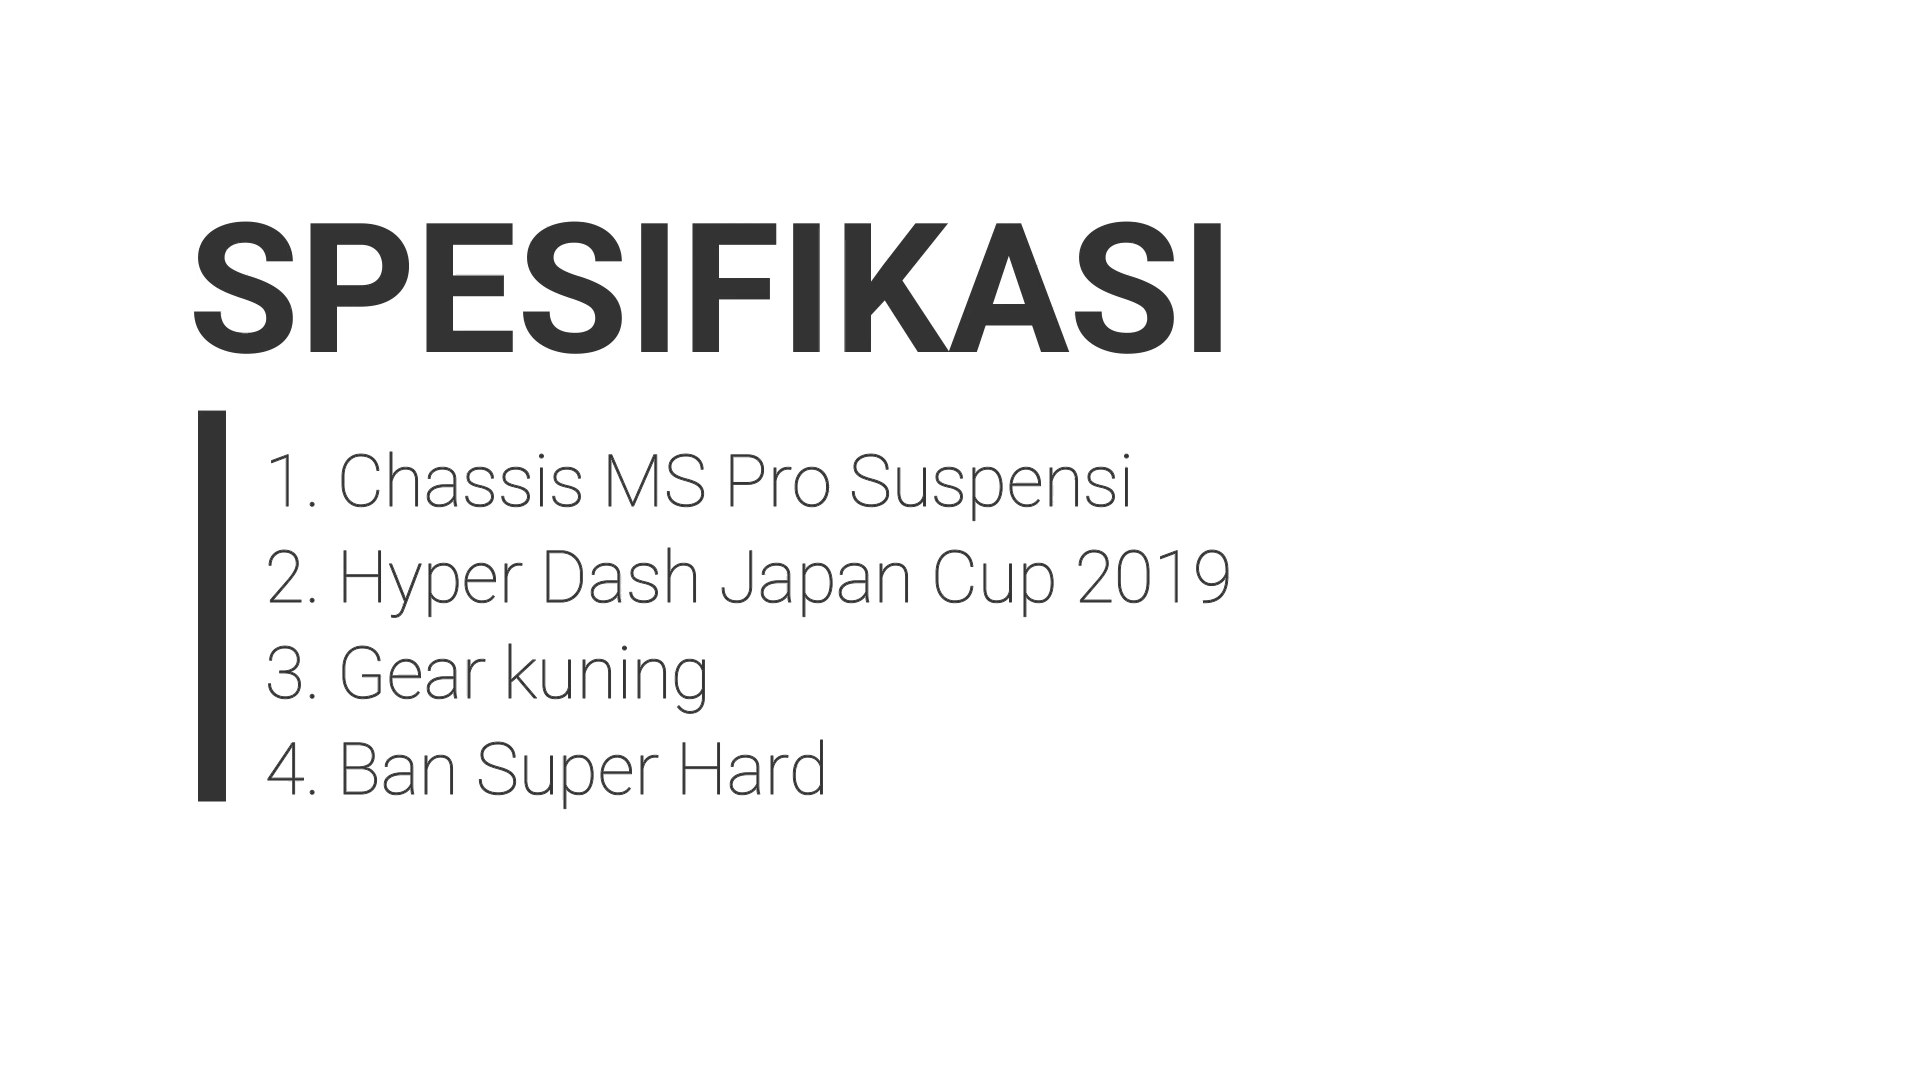 SPESIFIKASI
1. Chassis MS Pro Suspensi
2. Hyper Dash Japan Cup 2019
3. Gear kuning
4. Ban Super Hard